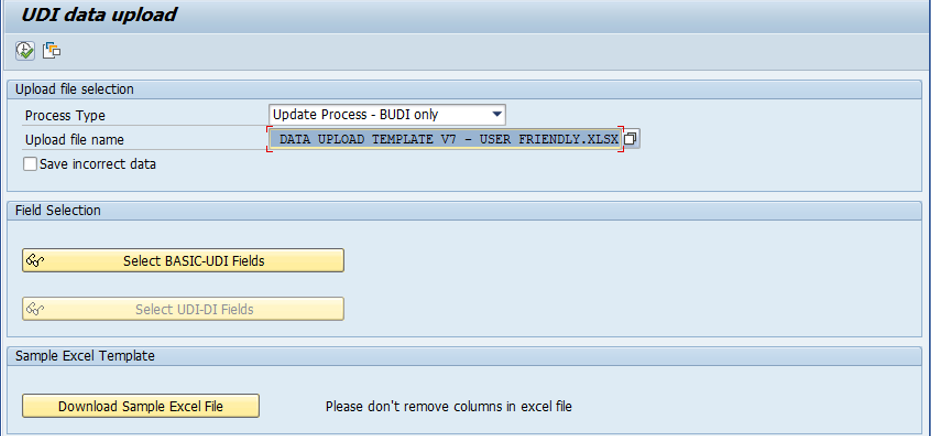 UDI data upload
Upload file selection
Process Type Update Process - BUDI only
Upload file name DATA UPLOAD TEMPLATE V7 - USER FRIENDLY.XLSX
Save incorrect data
Field Selection
Select BASIC-UDI Fields
Select UDI-DI Fields
Sample Excel Template
Download Sample Excel File Please don't remove columns in excel file